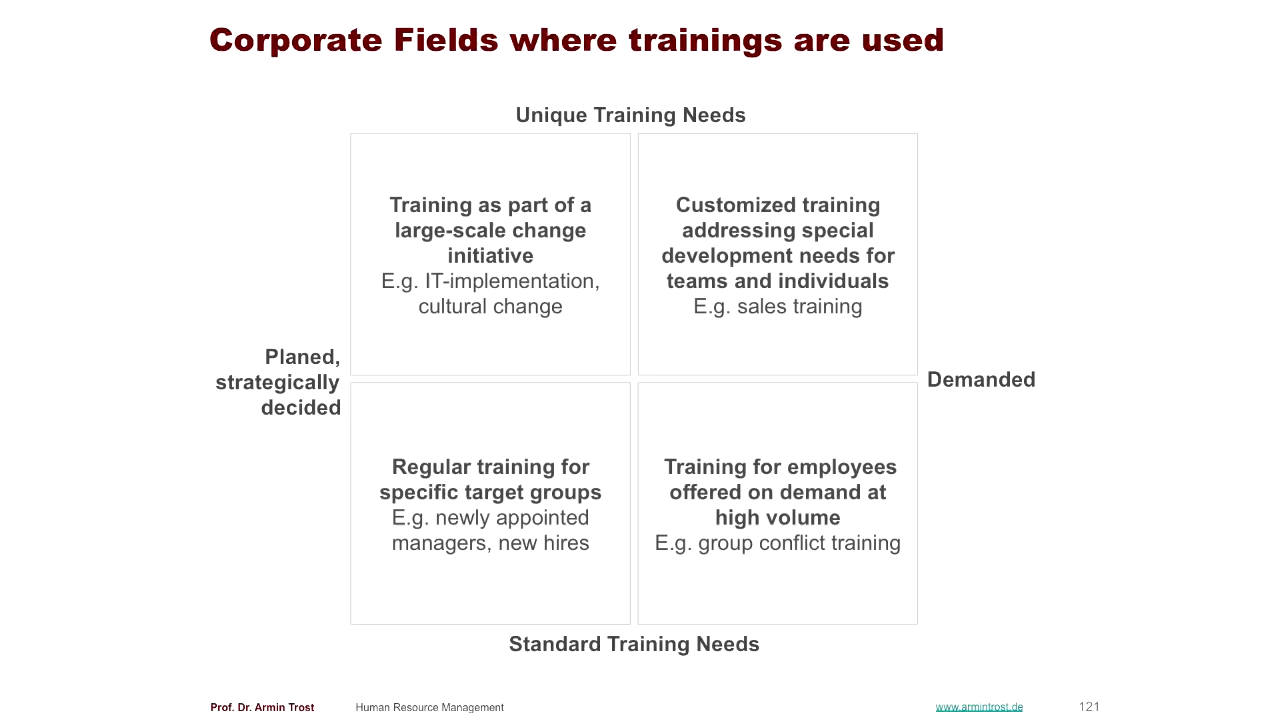 Corporate Fields where trainings are used
Unique Training Needs
Training as part of a
large-scale change
initiative
E.g. IT-implementation,
cultural change
Customized training
addressing special
development needs for
teams and individuals
E.g. sales training
Planed,
strategically
decided
Demanded
Regular training for
specific target groups
E.g. newly appointed
managers, new hires
Training for employees
offered on demand at
high volume
E.g. group conflict training
Standard Training Needs
Prof. Dr. Armin Trost
Human Resource Management
www.armintrost.de
121